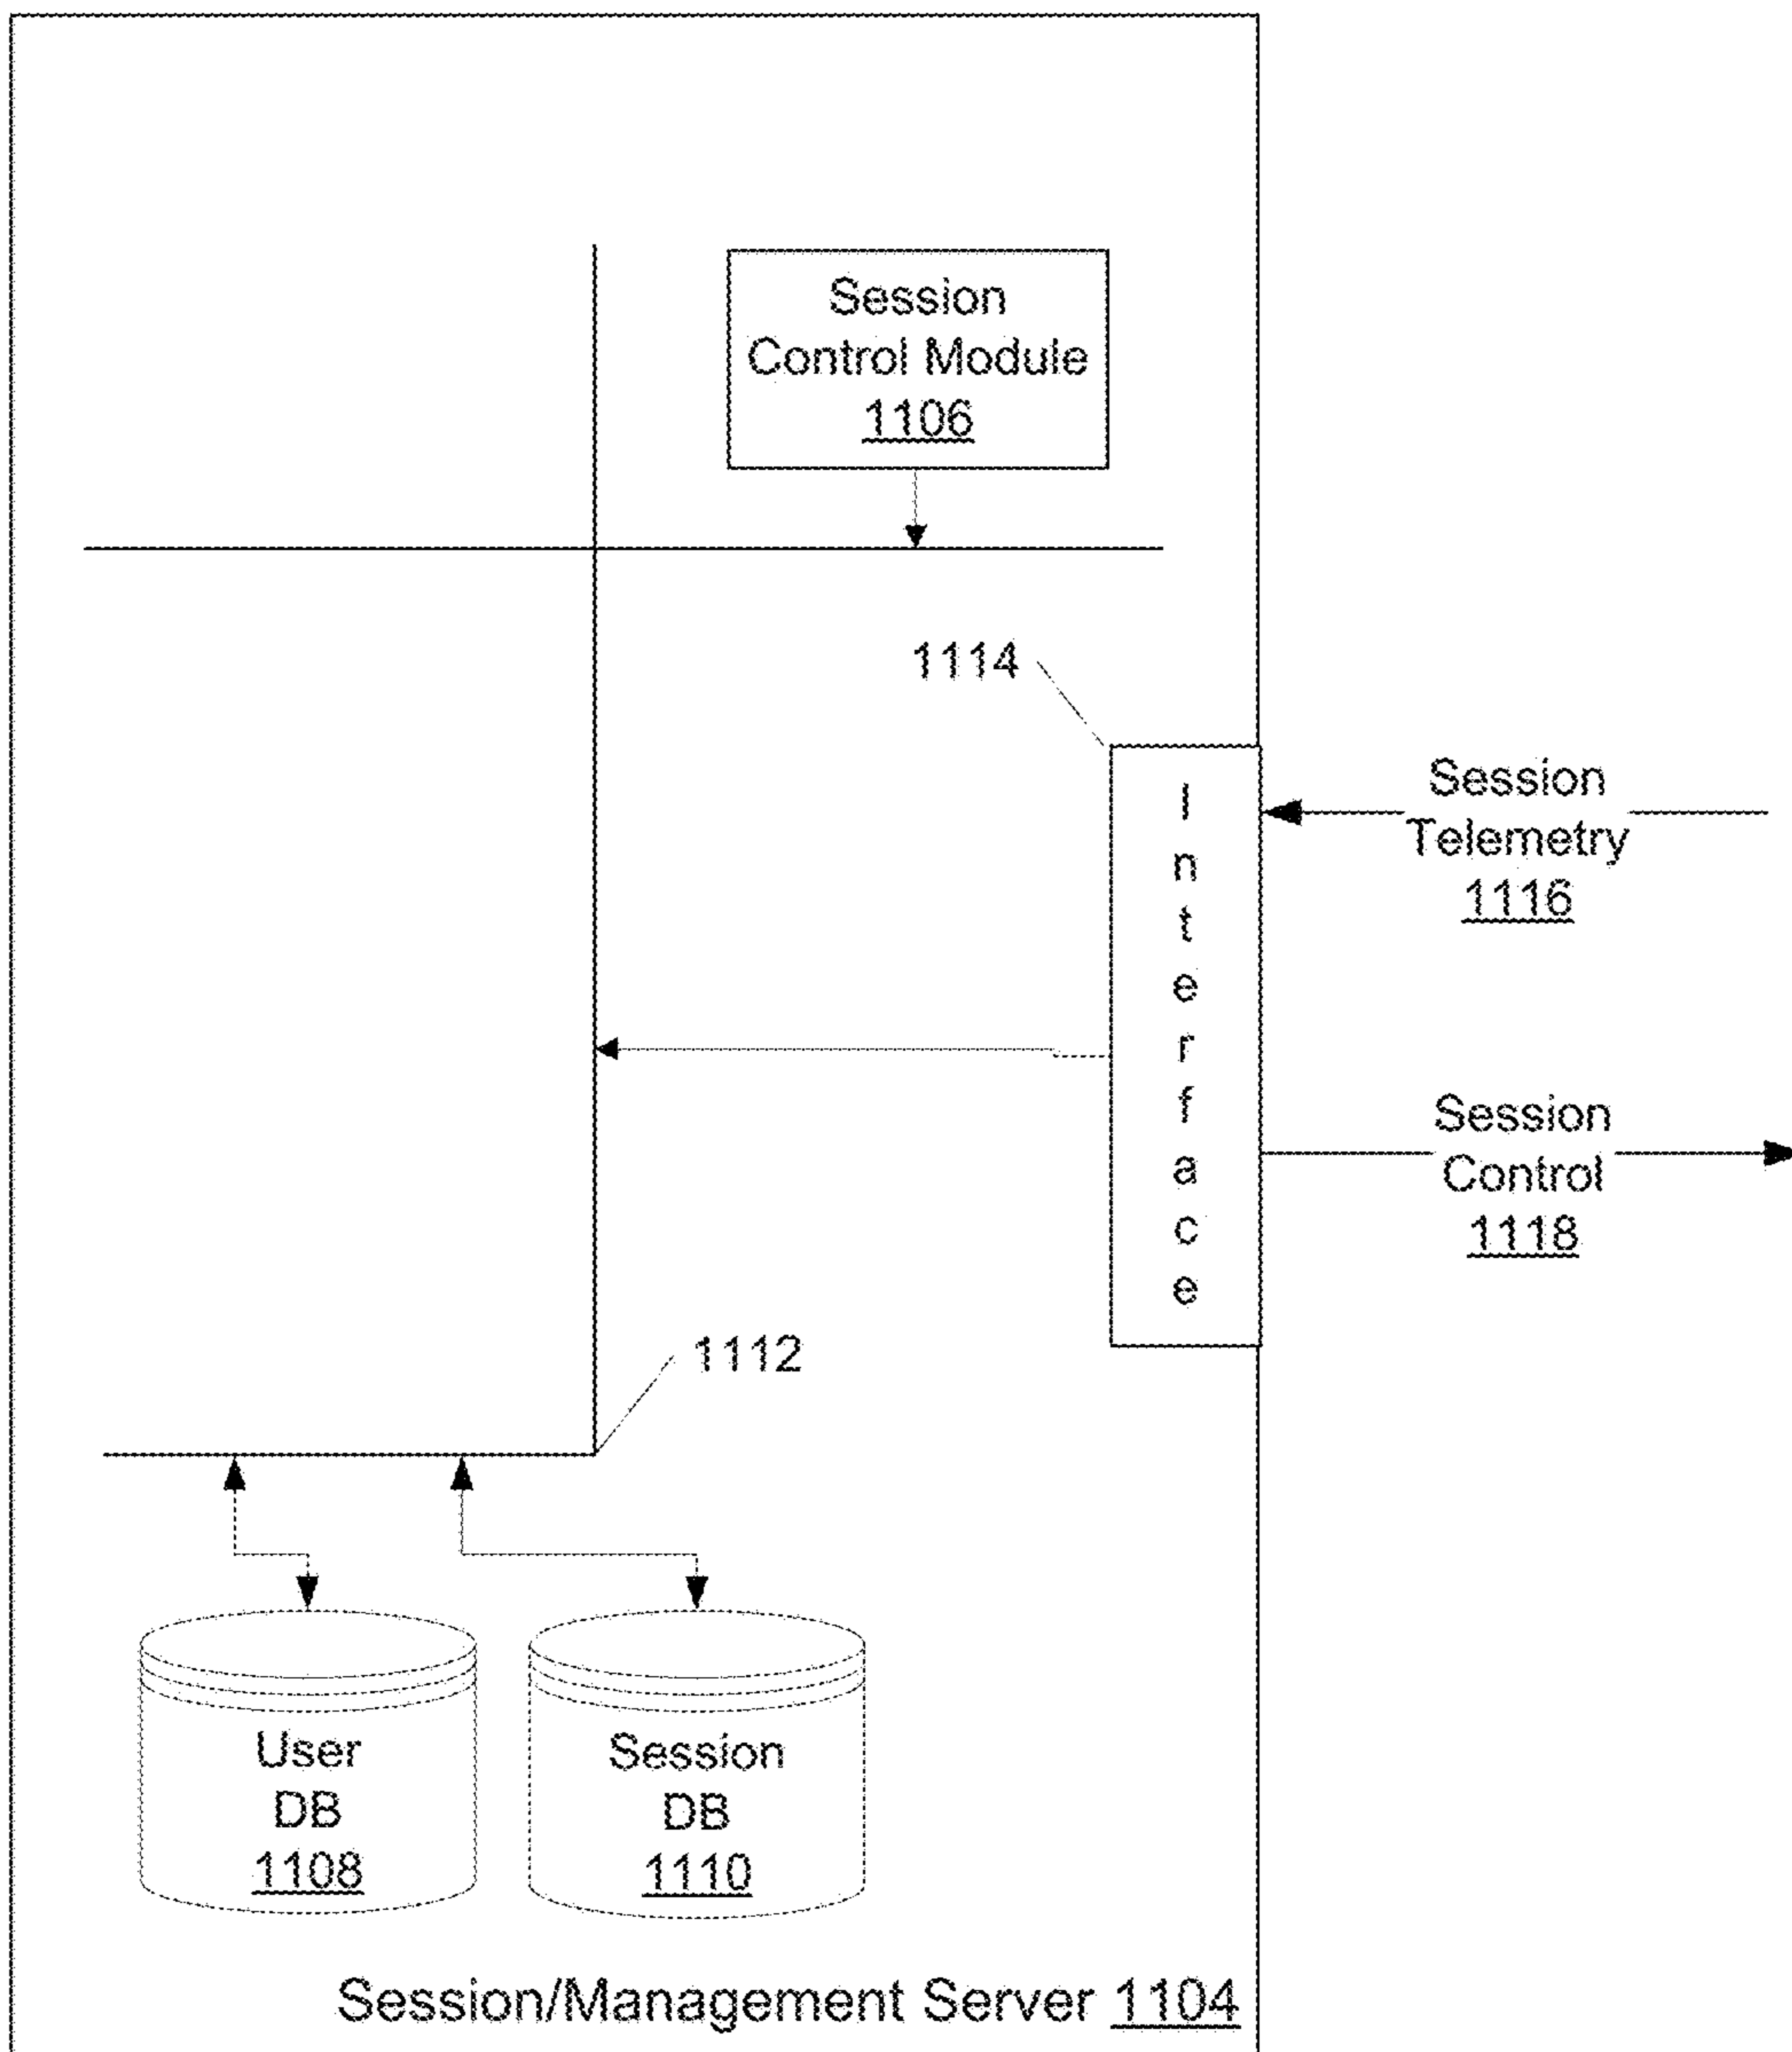 Session
Control Module
1106
1114
Interface
Session
Telemetry
1116
Session
Control
1118
1112
User
DB
1108
Session
DB
1110
Session/Management Server 1104